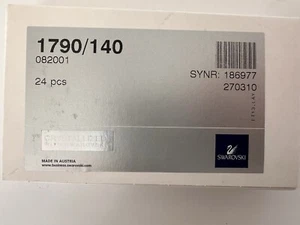 1790/140
082001
24 pcs
SYNR: 186977
270310
MADE IN AUSTRIA
SWAROVSKI